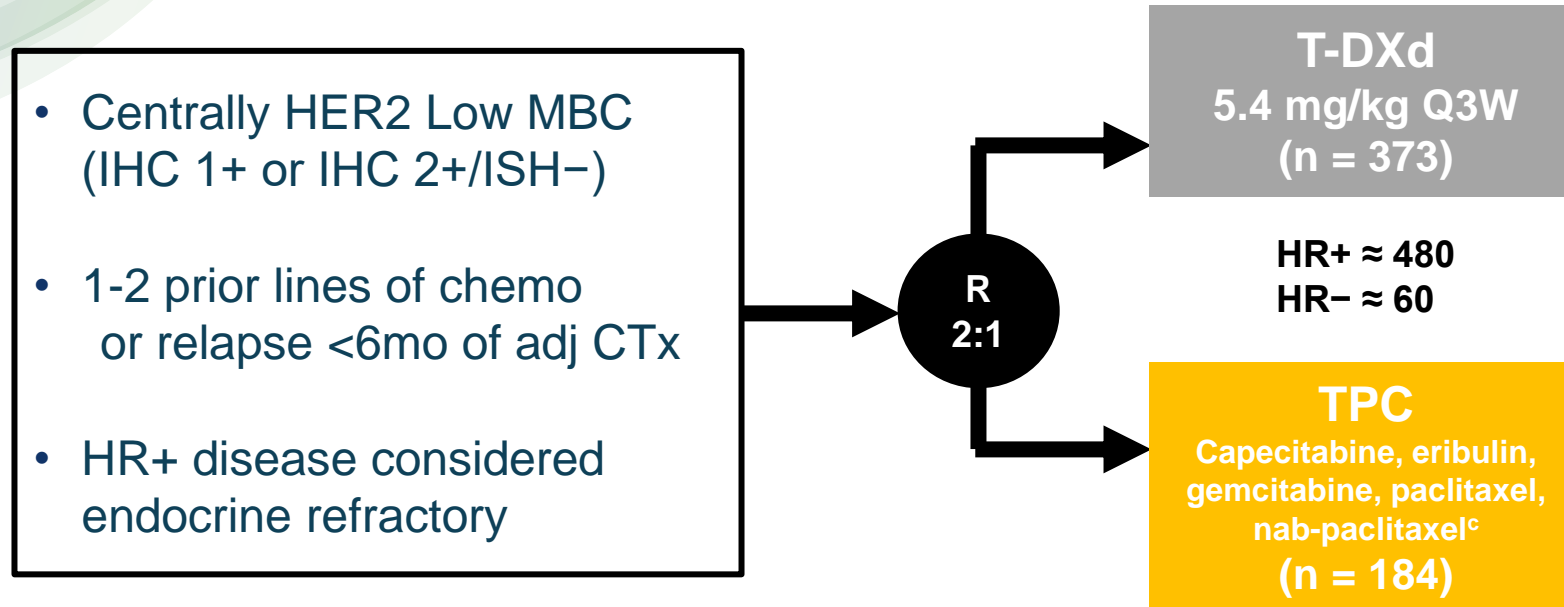 • Centrally HER2 Low MBC
(IHC 1+ or IHC 2+/ISH−)
• 1-2 prior lines of chemo
or relapse <6mo of adj CTx
• HR+ disease considered
endocrine refractory
R
2:1
T-DXd
5.4 mg/kg Q3W
(n = 373)
HR+ ≈ 480
HR− ≈ 60
TPC
Capecitabine, eribulin,
gemcitabine, paclitaxel,
nab-paclitaxelᶜ
(n = 184)